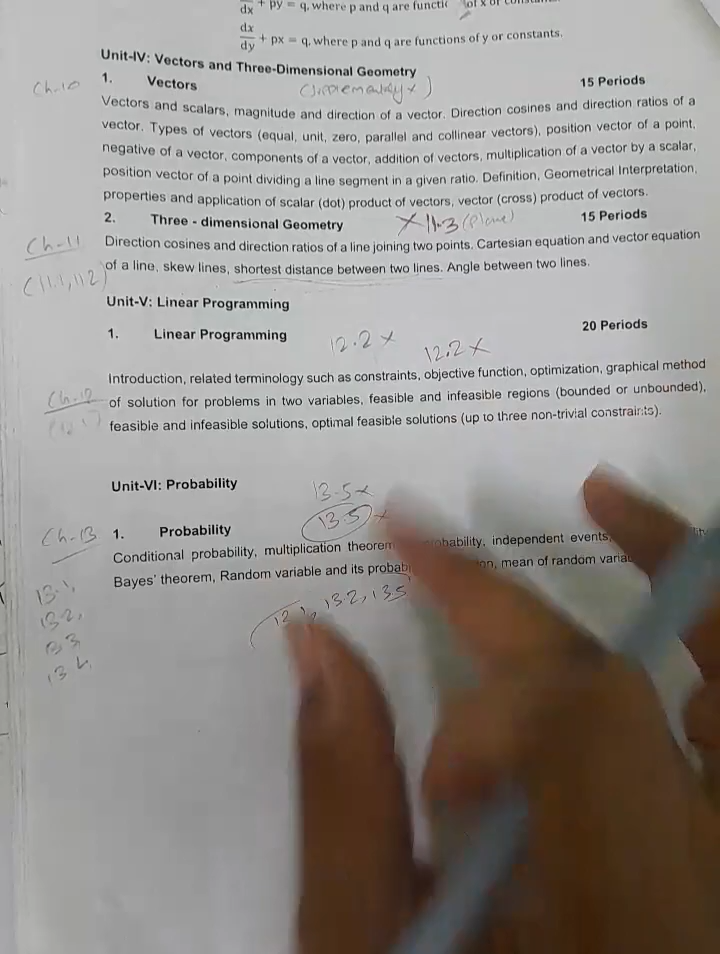 dx + py = q, where p and q are of x or
dx
dy + px = q, where p and q are functions of y or constants.
Unit-IV: Vectors and Three-Dimensional Geometry
Ch-10 1. Vectors 15 Periods
Vectors and scalars, magnitude and direction of a vector. Direction cosines and direction ratios of a
vector. Types of vectors (equal, unit, zero, parallel and collinear vectors), position vector of a point,
negative of a vector, components of a vector, addition of vectors, multiplication of a vector by a scalar,
position vector of a point dividing a line segment in a given ratio. Definition, Geometrical Interpretation,
properties and application of scalar (dot) product of vectors, vector (cross) product of vectors.
2. Three - dimensional Geometry × 11.3 (Plane) 15 Periods
Ch-11 Direction cosines and direction ratios of a line joining two points. Cartesian equation and vector equation
(11.1, 11.2) of a line, skew lines, shortest distance between two lines. Angle between two lines.
Unit-V: Linear Programming
1. Linear Programming 12.2 × 20 Periods
12.2 ×
Introduction, related terminology such as constraints, objective function, optimization, graphical method
Ch-12 of solution for problems in two variables, feasible and infeasible regions (bounded or unbounded),
feasible and infeasible solutions, optimal feasible solutions (up to three non-trivial constraints).
Unit-VI: Probability
13.5 ×
Ch-13 1. Probability 13.5 ×
Conditional probability, multiplication theorem independent events,
Bayes' theorem, Random variable and its mean of random
13.1, 13.2, 13.5
13.2,
13.4